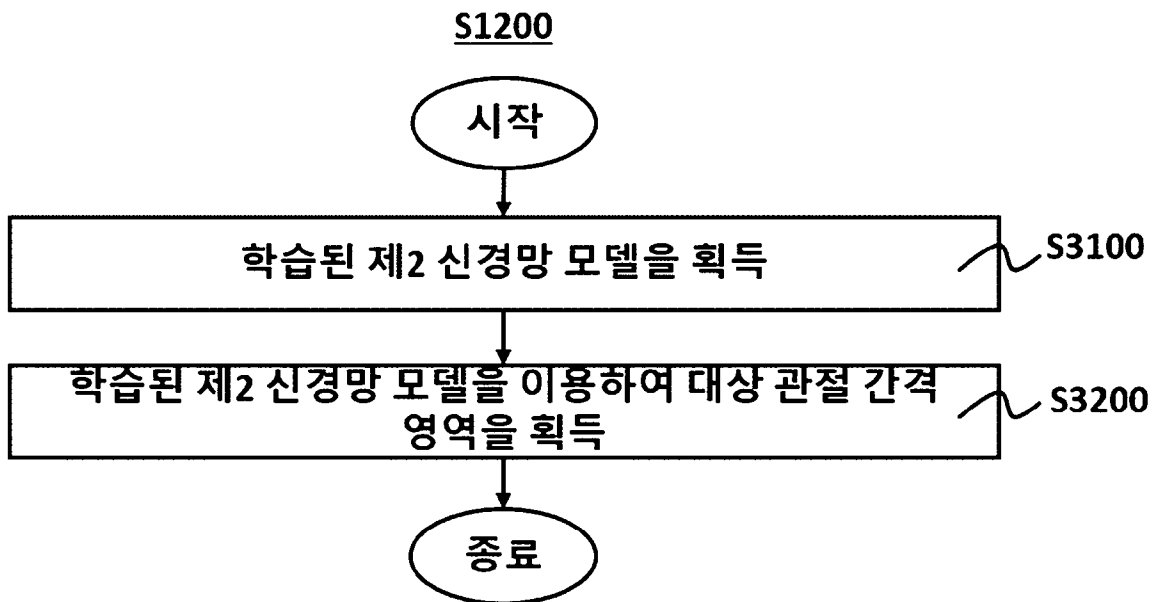 S1200
시작
학습된 제2 신경망 모델을 획득
S3100
학습된 제2 신경망 모델을 이용하여 대상 관절 간격
영역을 획득
S3200
종료